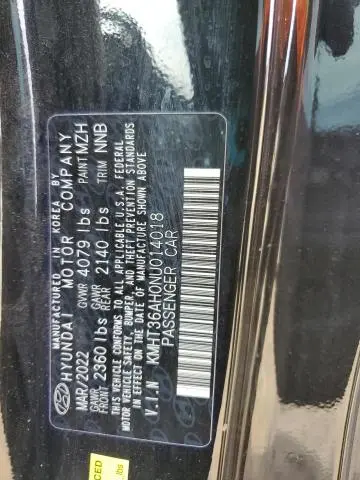 MANUFACTURED IN KOREA BY
HYUNDAI MOTOR COMPANY
MAR/2022 GVWR 4079 lbs PAINT MZH
GAWR FRONT 2360 lbs GAWR REAR 2140 lbs TRIM NNB
THIS VEHICLE CONFORMS TO ALL APPLICABLE U.S.A. FEDERAL
MOTOR VEHICLE SAFETY, BUMPER, AND THEFT PREVENTION STANDARDS
IN EFFECT ON THE DATE OF MANUFACTURE SHOWN ABOVE
V.I.N KMHT36AH0NU014018
PASSENGER CAR
CED
lbs